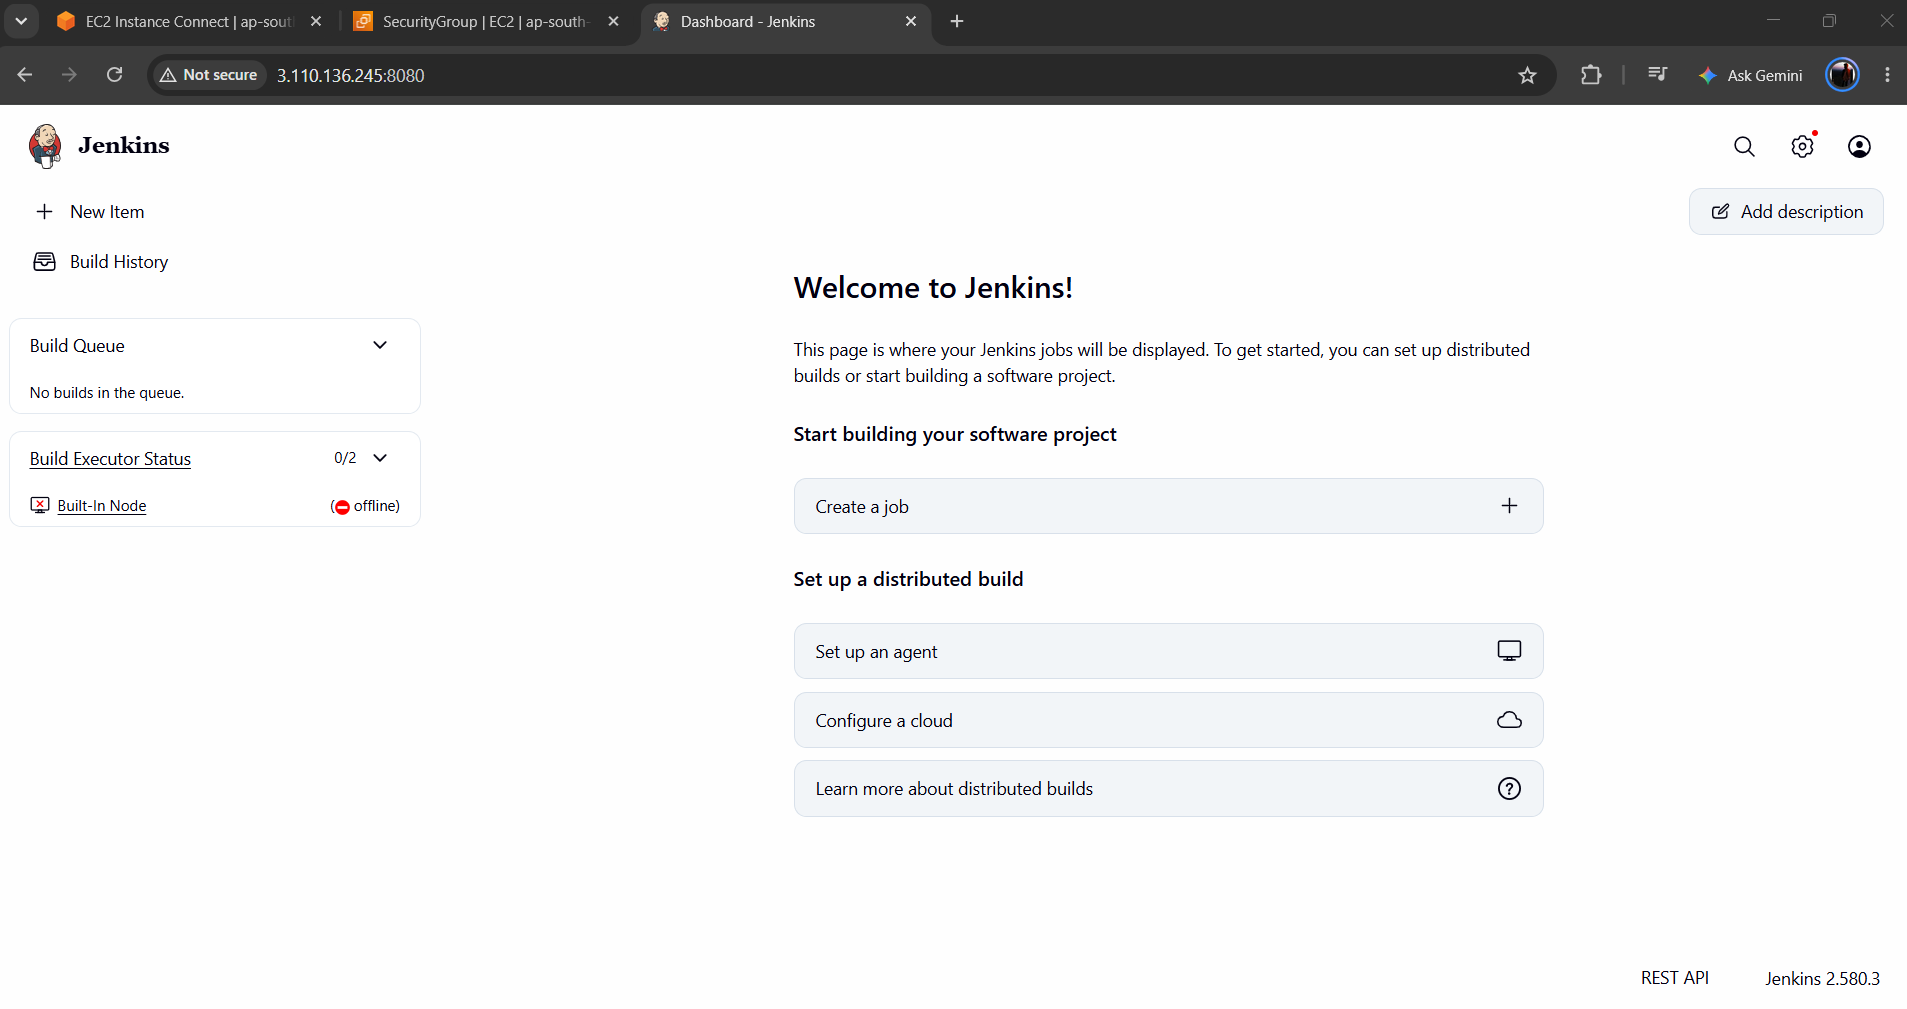 EC2 Instance Connect | ap-sout
SecurityGroup | EC2 | ap-south-
Dashboard - Jenkins
Not secure
3.110.136.245:8080
Ask Gemini
Jenkins
New Item
Add description
Build History
Welcome to Jenkins!
Build Queue
No builds in the queue.
This page is where your Jenkins jobs will be displayed. To get started, you can set up distributed
builds or start building a software project.
Start building your software project
Build Executor Status 0/2
Built-In Node (offline)
Create a job
Set up a distributed build
Set up an agent
Configure a cloud
Learn more about distributed builds
REST API
Jenkins 2.580.3